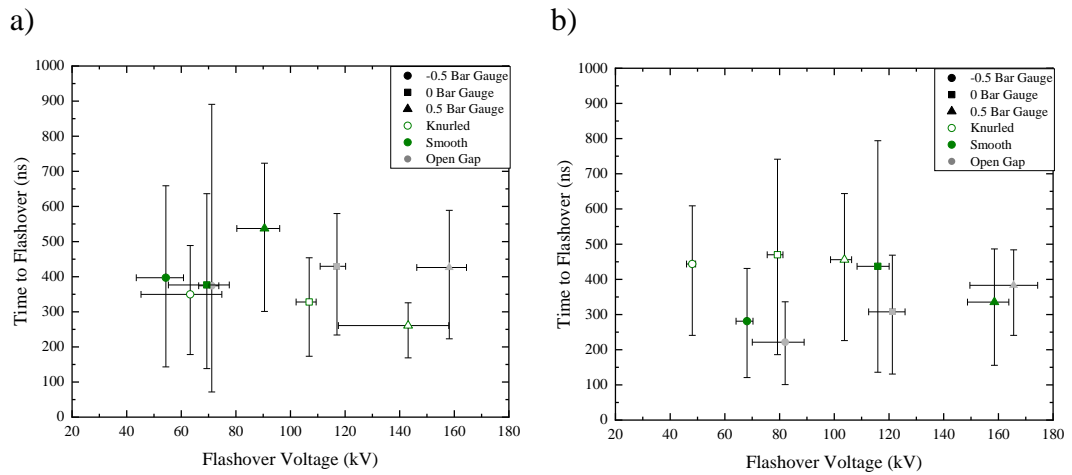 a)
1000
900
800
700
600
500
400
300
200
100
0
20 40 60 80 100 120 140 160 180
Time to Flashover (ns)
Flashover Voltage (kV)
-0.5 Bar Gauge
0 Bar Gauge
0.5 Bar Gauge
Knurled
Smooth
Open Gap
b)
1000
900
800
700
600
500
400
300
200
100
0
20 40 60 80 100 120 140 160 180
Time to Flashover (ns)
Flashover Voltage (kV)
-0.5 Bar Gauge
0 Bar Gauge
0.5 Bar Gauge
Knurled
Smooth
Open Gap